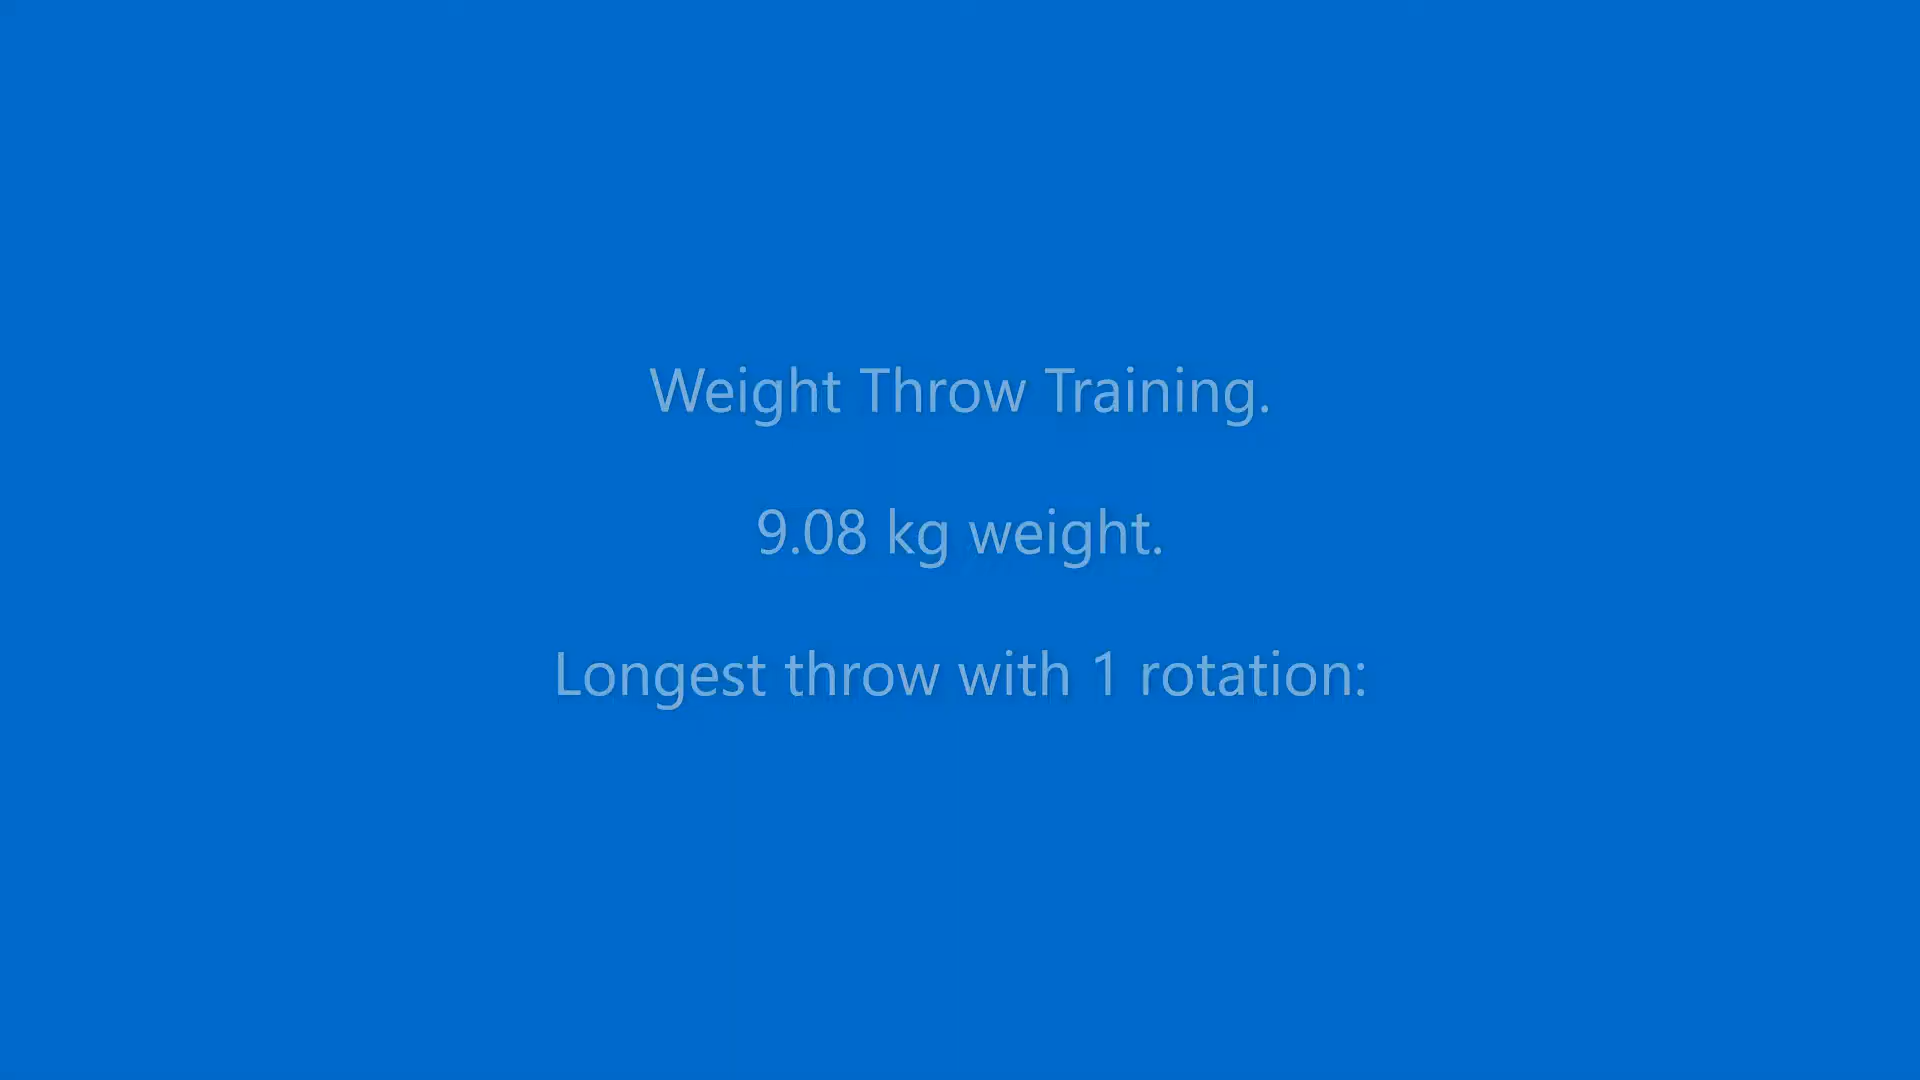 Weight Throw Training.
9.08 kg weight.
Longest throw with 1 rotation: